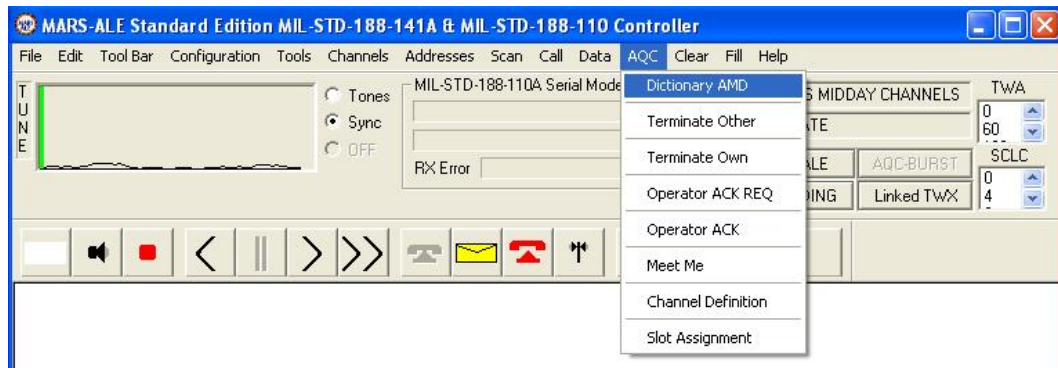 MARS-ALE Standard Edition MIL-STD-188-141A & MIL-STD-188-110 Controller
File Edit Tool Bar Configuration Tools Channels Addresses Scan Call Data AQC Clear Fill Help
TUNE
Tones
Sync
OFF
MIL-STD-188-110A Serial Mode
RX Error
Dictionary AMD
Terminate Other
Terminate Own
Operator ACK REQ
Operator ACK
Meet Me
Channel Definition
Slot Assignment
S MIDDAY CHANNELS
ATE
ALE
AQC-BURST
DING
Linked TWX
TWA
0
60
SCLC
0
4